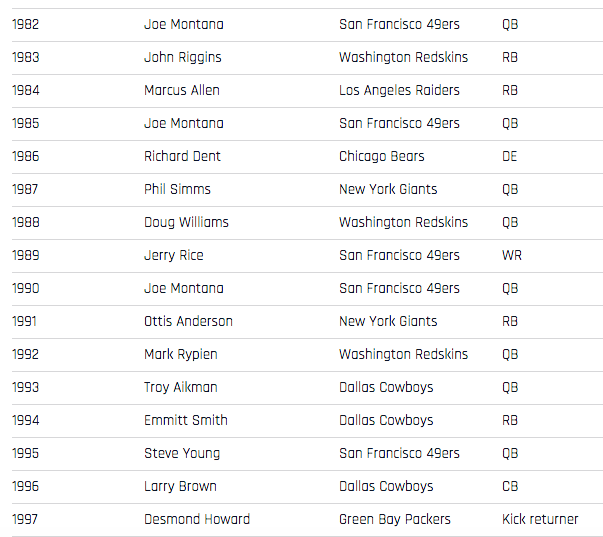 1982 Joe Montana San Francisco 49ers QB
1983 John Riggins Washington Redskins RB
1984 Marcus Allen Los Angeles Raiders RB
1985 Joe Montana San Francisco 49ers QB
1986 Richard Dent Chicago Bears DE
1987 Phil Simms New York Giants QB
1988 Doug Williams Washington Redskins QB
1989 Jerry Rice San Francisco 49ers WR
1990 Joe Montana San Francisco 49ers QB
1991 Ottis Anderson New York Giants RB
1992 Mark Rypien Washington Redskins QB
1993 Troy Aikman Dallas Cowboys QB
1994 Emmitt Smith Dallas Cowboys RB
1995 Steve Young San Francisco 49ers QB
1996 Larry Brown Dallas Cowboys CB
1997 Desmond Howard Green Bay Packers Kick returner